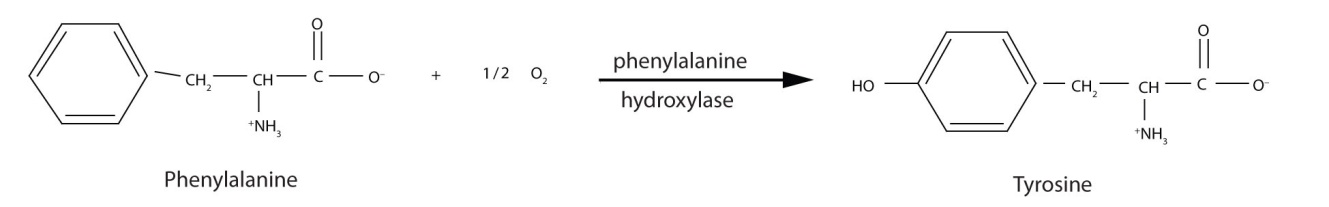 O
CH₂ CH C O⁻
⁺NH₃
Phenylalanine
+ 1/2 O₂
phenylalanine
hydroxylase
O
HO CH₂ CH C O⁻
⁺NH₃
Tyrosine